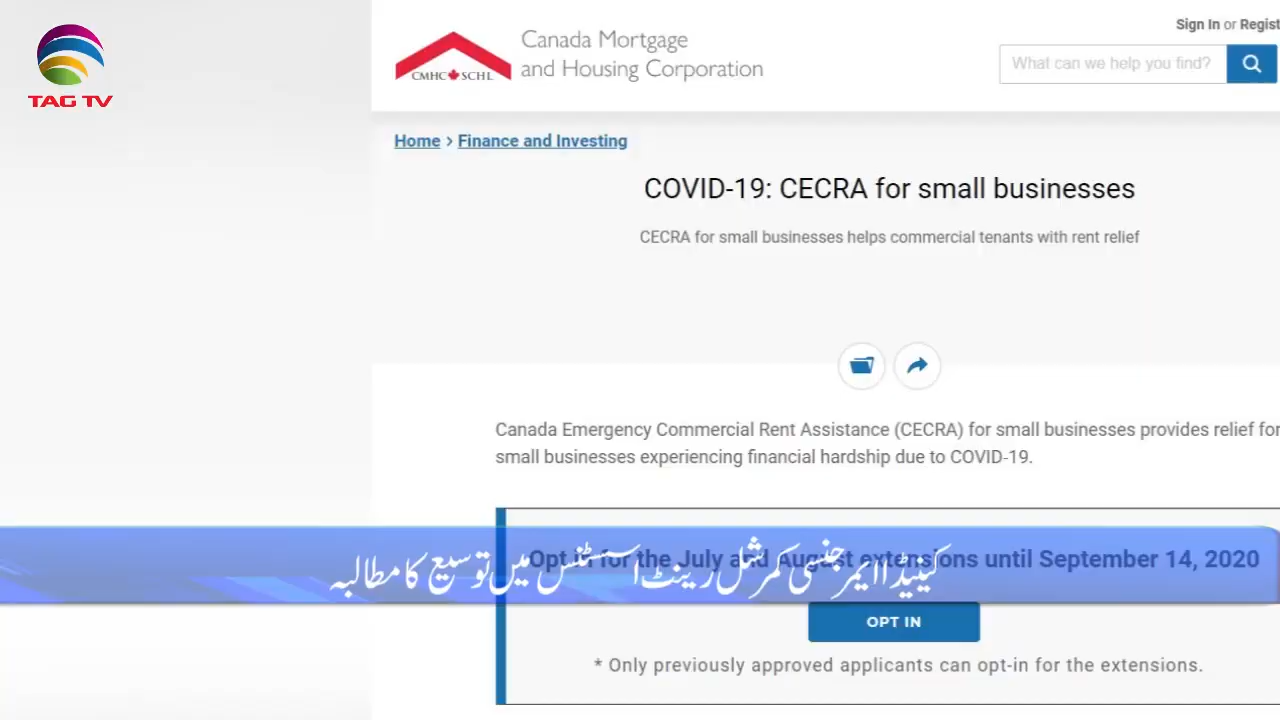 TAG TV
CMHC SCHL
Canada Mortgage
and Housing Corporation
Sign In or Regist
What can we help you find?
Home > Finance and Investing
COVID-19: CECRA for small businesses
CECRA for small businesses helps commercial tenants with rent relief
Canada Emergency Commercial Rent Assistance (CECRA) for small businesses provides relief for
small businesses experiencing financial hardship due to COVID-19.
Opt in for the July and August extensions until September 14, 2020
کینیڈا ایمرجنسی کمرشل رینٹ اسسٹنس میں توسیع کا مطالبہ
OPT IN
* Only previously approved applicants can opt-in for the extensions.